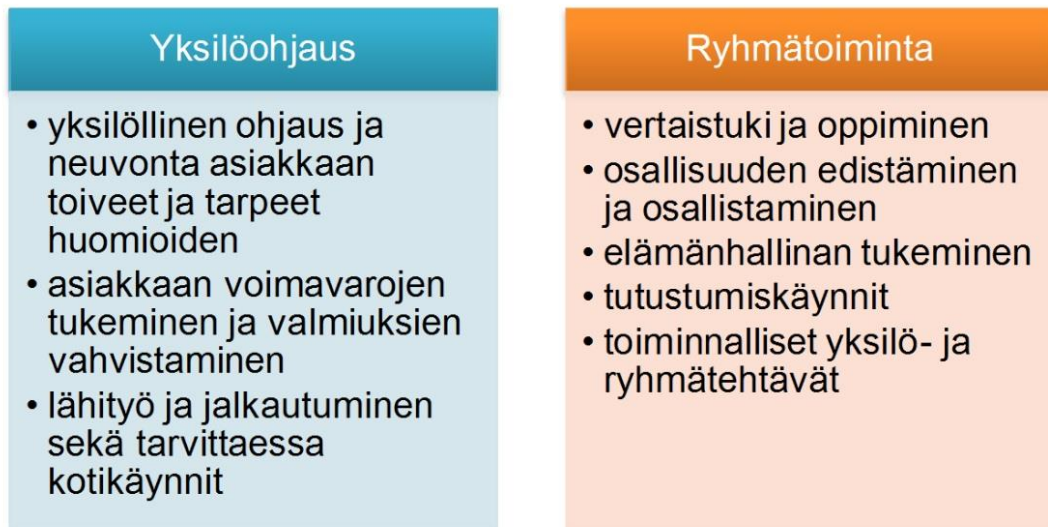 Yksilöohjaus
• yksilöllinen ohjaus ja
neuvonta asiakkaan
toiveet ja tarpeet
huomioiden
• asiakkaan voimavarojen
tukeminen ja valmiuksien
vahvistaminen
• lähityö ja jalkautuminen
sekä tarvittaessa
kotikäynnit
Ryhmätoiminta
• vertaistuki ja oppiminen
• osallisuuden edistäminen
ja osallistaminen
• elämänhallinan tukeminen
• tutustumiskäynnit
• toiminnalliset yksilö- ja
ryhmätehtävät